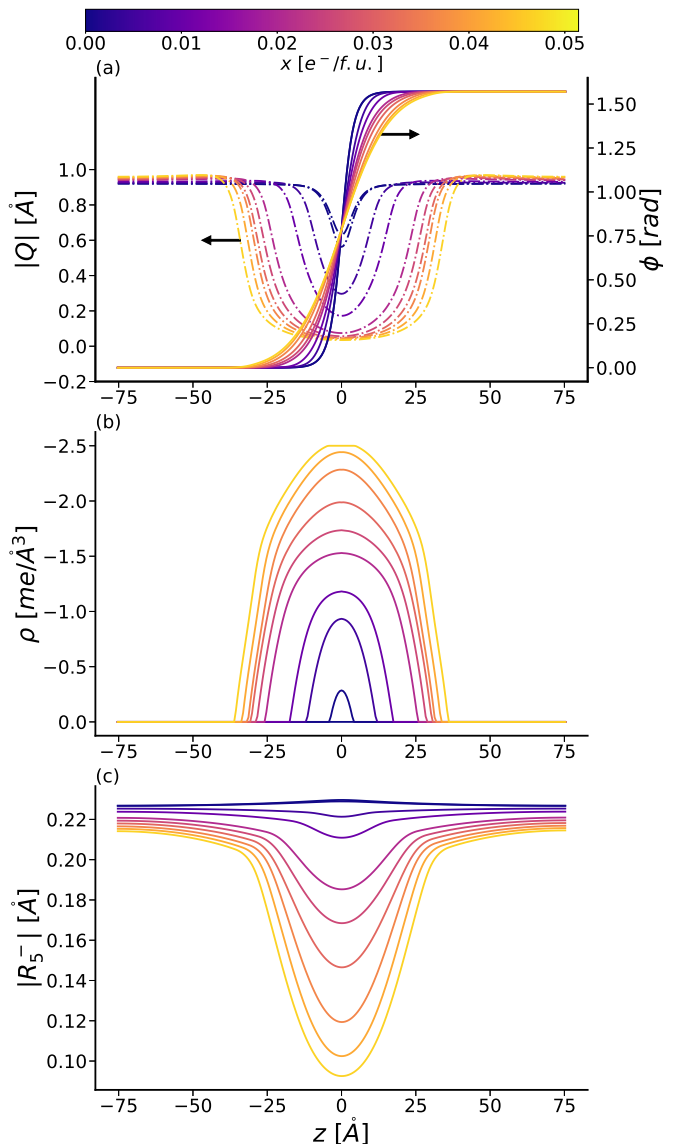 0.00 0.01 0.02 0.03 0.04 0.05
x [e⁻/f.u.]
(a)
1.0
0.8
0.6
0.4
0.2
0.0
−0.2
|Q| [Å]
1.50
1.25
1.00
0.75
0.50
0.25
0.00
ϕ [rad]
−75 −50 −25 0 25 50 75
(b)
−2.5
−2.0
−1.5
−1.0
−0.5
0.0
ρ [me/Å³]
−75 −50 −25 0 25 50 75
(c)
0.22
0.20
0.18
0.16
0.14
0.12
0.10
|R₅⁻| [Å]
−75 −50 −25 0 25 50 75
z [Å]